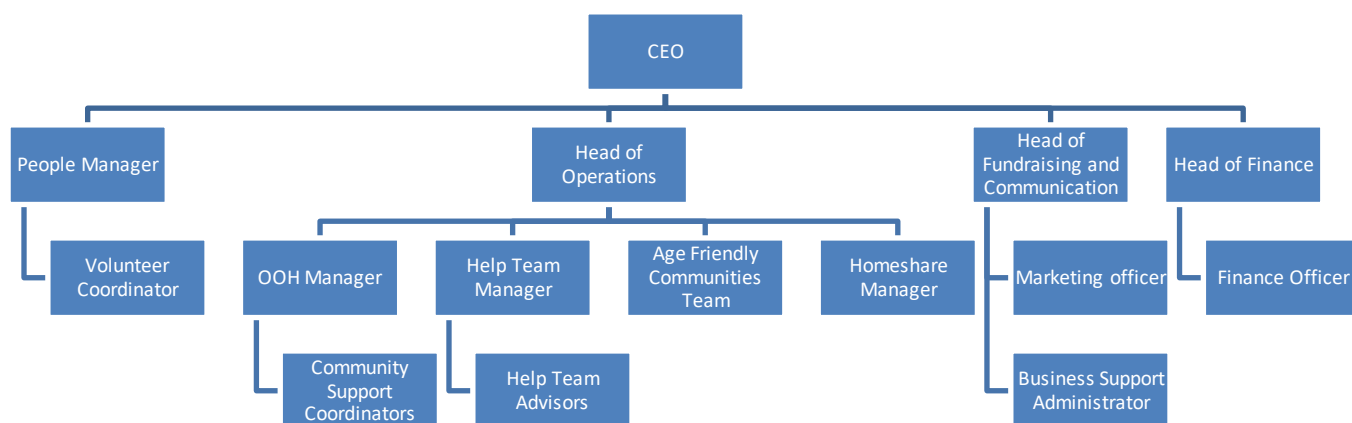 CEO
People Manager
Head of
Operations
Head of
Fundraising and
Communication
Head of Finance
Volunteer
Coordinator
OOH Manager
Help Team
Manager
Age Friendly
Communities
Team
Homeshare
Manager
Marketing officer
Finance Officer
Community
Support
Coordinators
Help Team
Advisors
Business Support
Administrator